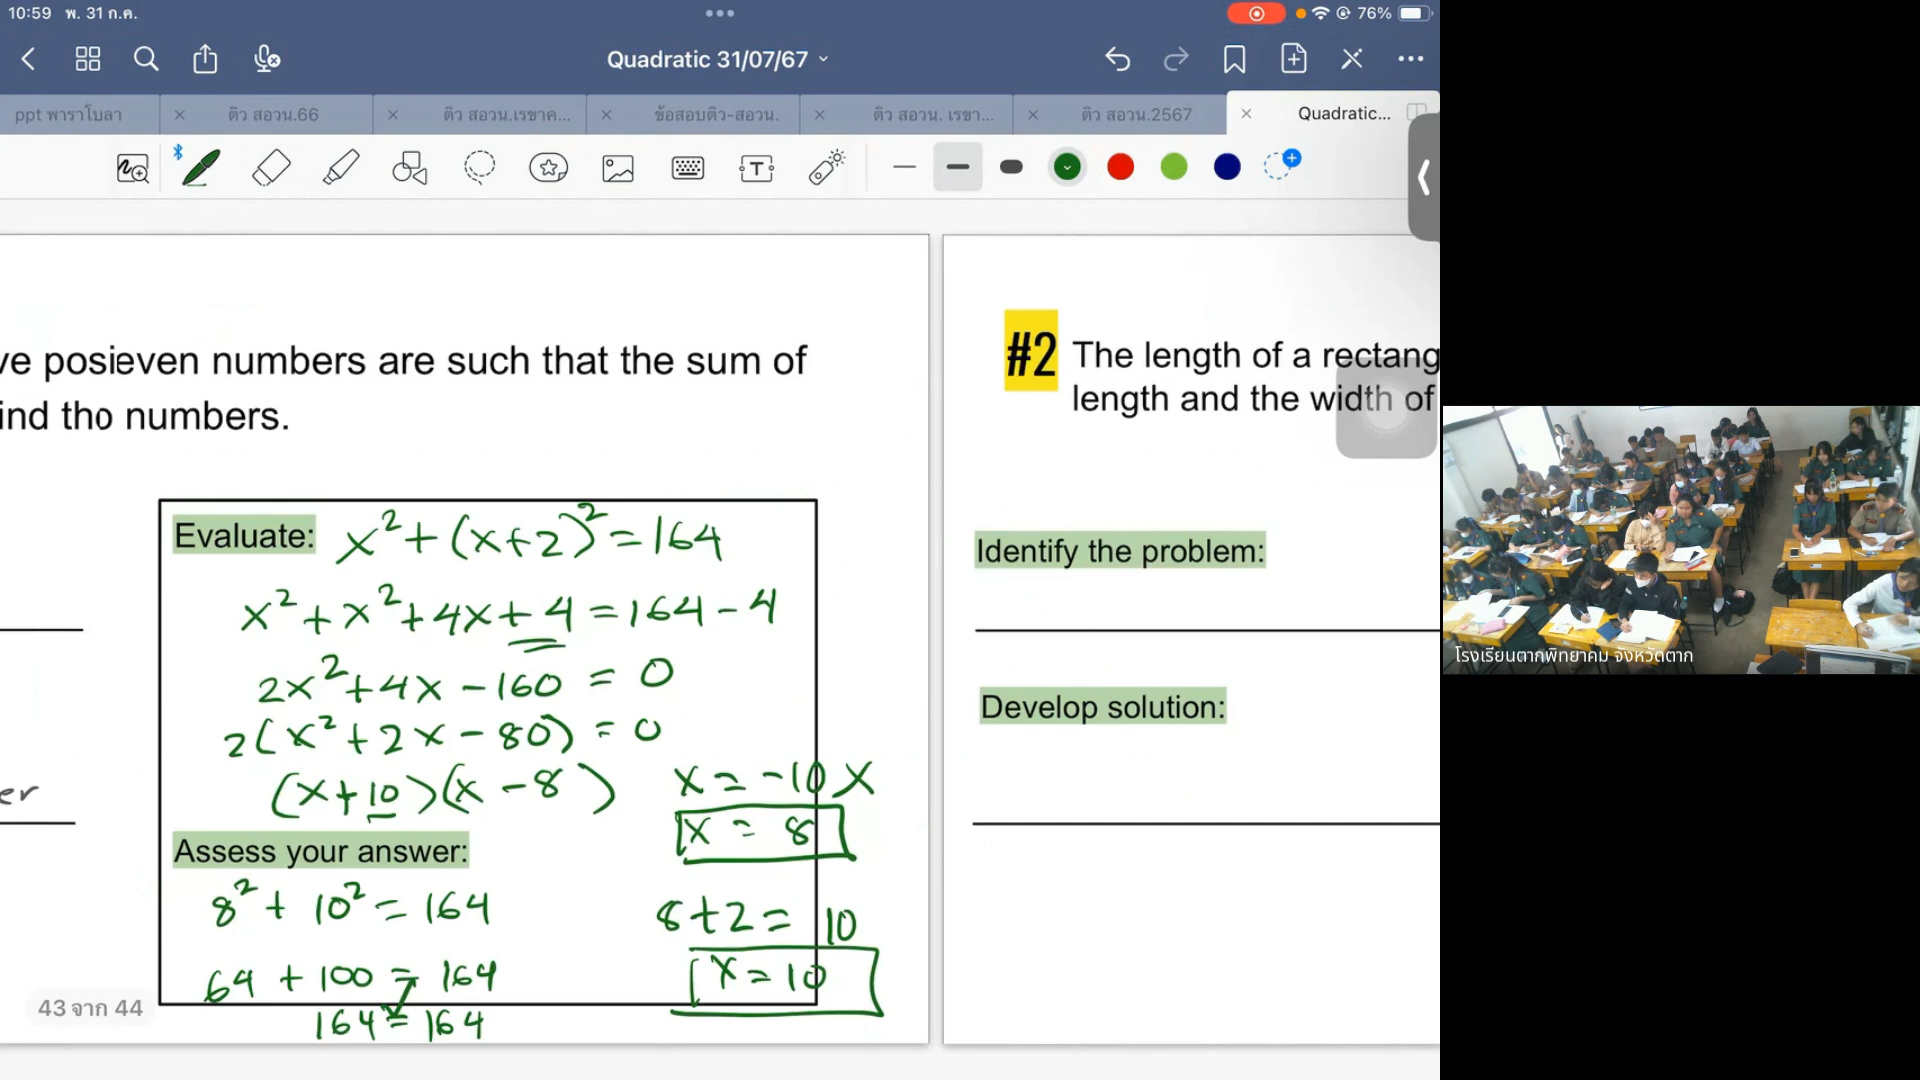 10:59 พ. 31 ก.ค.
76%
Quadratic 31/07/67
ppt พาราโบลา
ติว สอวน.66
ติว สอวน.เรขาค...
ข้อสอบติว-สอวน.
ติว สอวน. เรขา...
ติว สอวน.2567
Quadratic...
ve posieven numbers are such that the sum of
ind tho numbers.
er
Evaluate: x²+(x+2)²=164
x²+x²+4x+4=164-4
2x²+4x-160=0
2(x²+2x-80)=0
(x+10)(x-8)
x=-10X
x=8
Assess your answer:
8²+10²=164
8+2=10
64+100=164
x=10
164=164
43 จาก 44
#2 The length of a rectang
length and the width of
Identify the problem:
Develop solution:
โรงเรียนตากพิทยาคม จังหวัดตาก